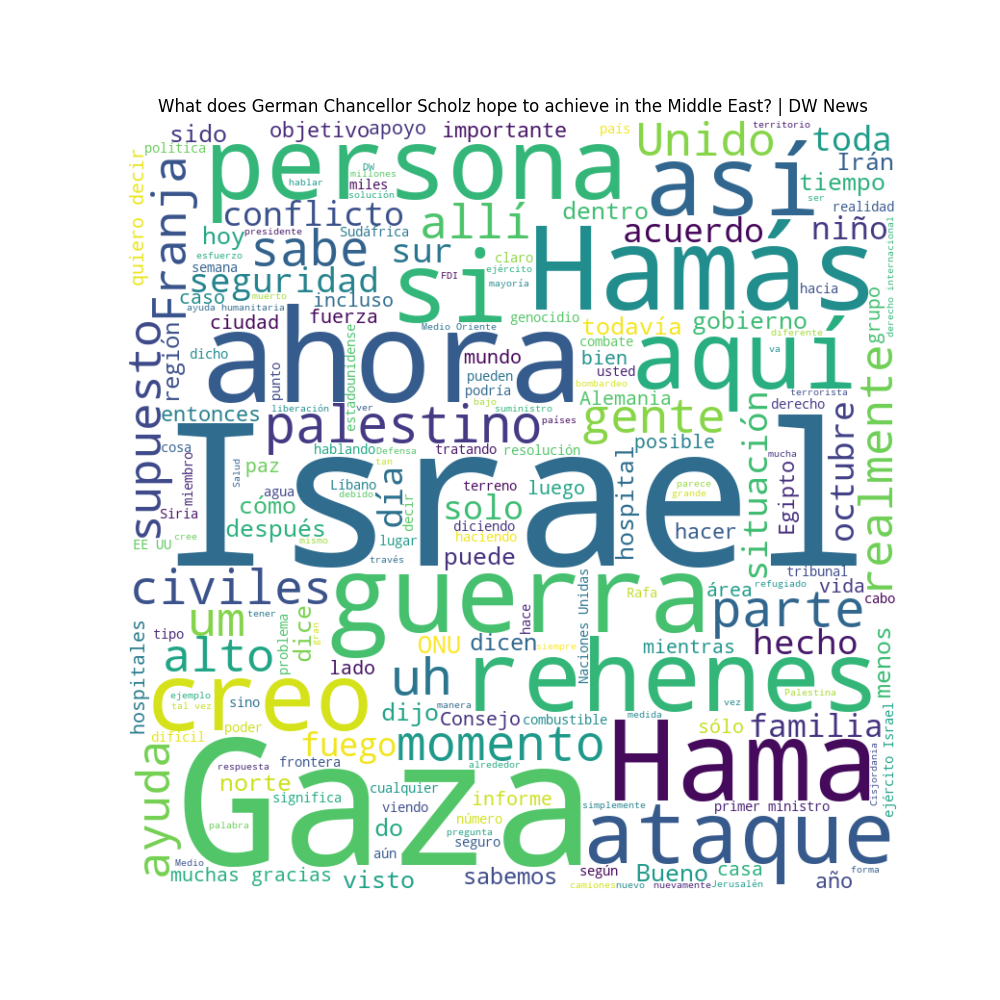 What does German Chancellor Scholz hope to achieve in the Middle East? | DW News
sido
objetivo
apoyo
importante
país
Unido
territorio
toda
política
persona
DW
millones
hablar
miles
solución
así
Irán
tiempo
ser
realidad
quiero decir
Franja
conflicto
allí
dentro
acuerdo
niño
hoy
presidente
Sudáfrica
sabe
sur
si
Hamás
esfuerzo
semana
seguridad
claro
ejército
mayoría
hacia
derecho internacional
caso
muerto
incluso
ayuda humanitaria
FDI
ciudad
fuerza
Medio Oriente
genocidio
todavía
gobierno
grupo
región
ahora
estadounidense
combate
diferente
aquí
dicho
punto
mundo
bien
usted
va
supuesto
pueden
podría
bombardeo
Alemania
terrorista
entonces
liberación
ver
bajo
suministro
países
gente
derecho
realmente
palestino
cosa
hablando
Defensa
tratando
resolución
posible
mucha
octubre
situación
miembro
Salud
paz
tan
hospital
parece
grande
Israel
agua
Líbano
terreno
luego
Egipto
Siria
cómo
debido
día
decir
solo
después
diciendo
hacer
EE UU
cree
mismo
lugar
haciendo
través
puede
tribunal
civiles
guerra
Naciones Unidas
Rafa
área
refugiado
vida
cabo
um
tener
hace
parte
tipo
problema
gran
dice
ONU
dicen
siempre
mientras
hecho
menos
hospitales
alto
lado
rehenes
Palestina
ejemplo
tal vez
creo
sino
uh
manera
vez
difícil
poder
dijo
Consejo
combustible
medida
sólo
familia
ejército Israel
fuego
momento
Hama
Cisjordania
ayuda
respuesta
frontera
alrededor
norte
Gaza
significa
cualquier
viendo
informe
número
simplemente
primer ministro
palabra
do
pregunta
seguro
ataque
aún
Medio
muchas gracias
visto
sabemos
según
Bueno
casa
camiones
nuevo
nuevamente
Jerusalén
año
forma